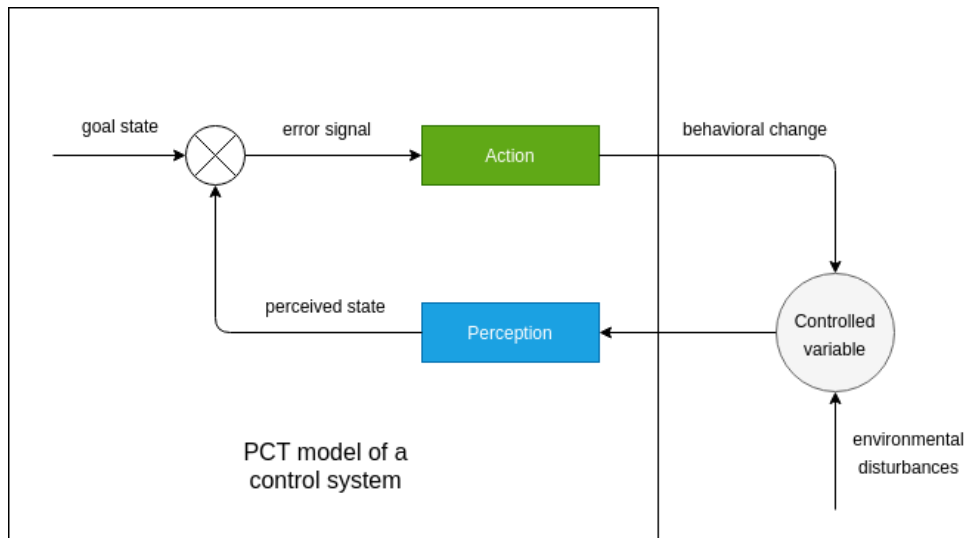 goal state
error signal
Action
behavioral change
perceived state
Perception
Controlled
variable
environmental
disturbances
PCT model of a
control system